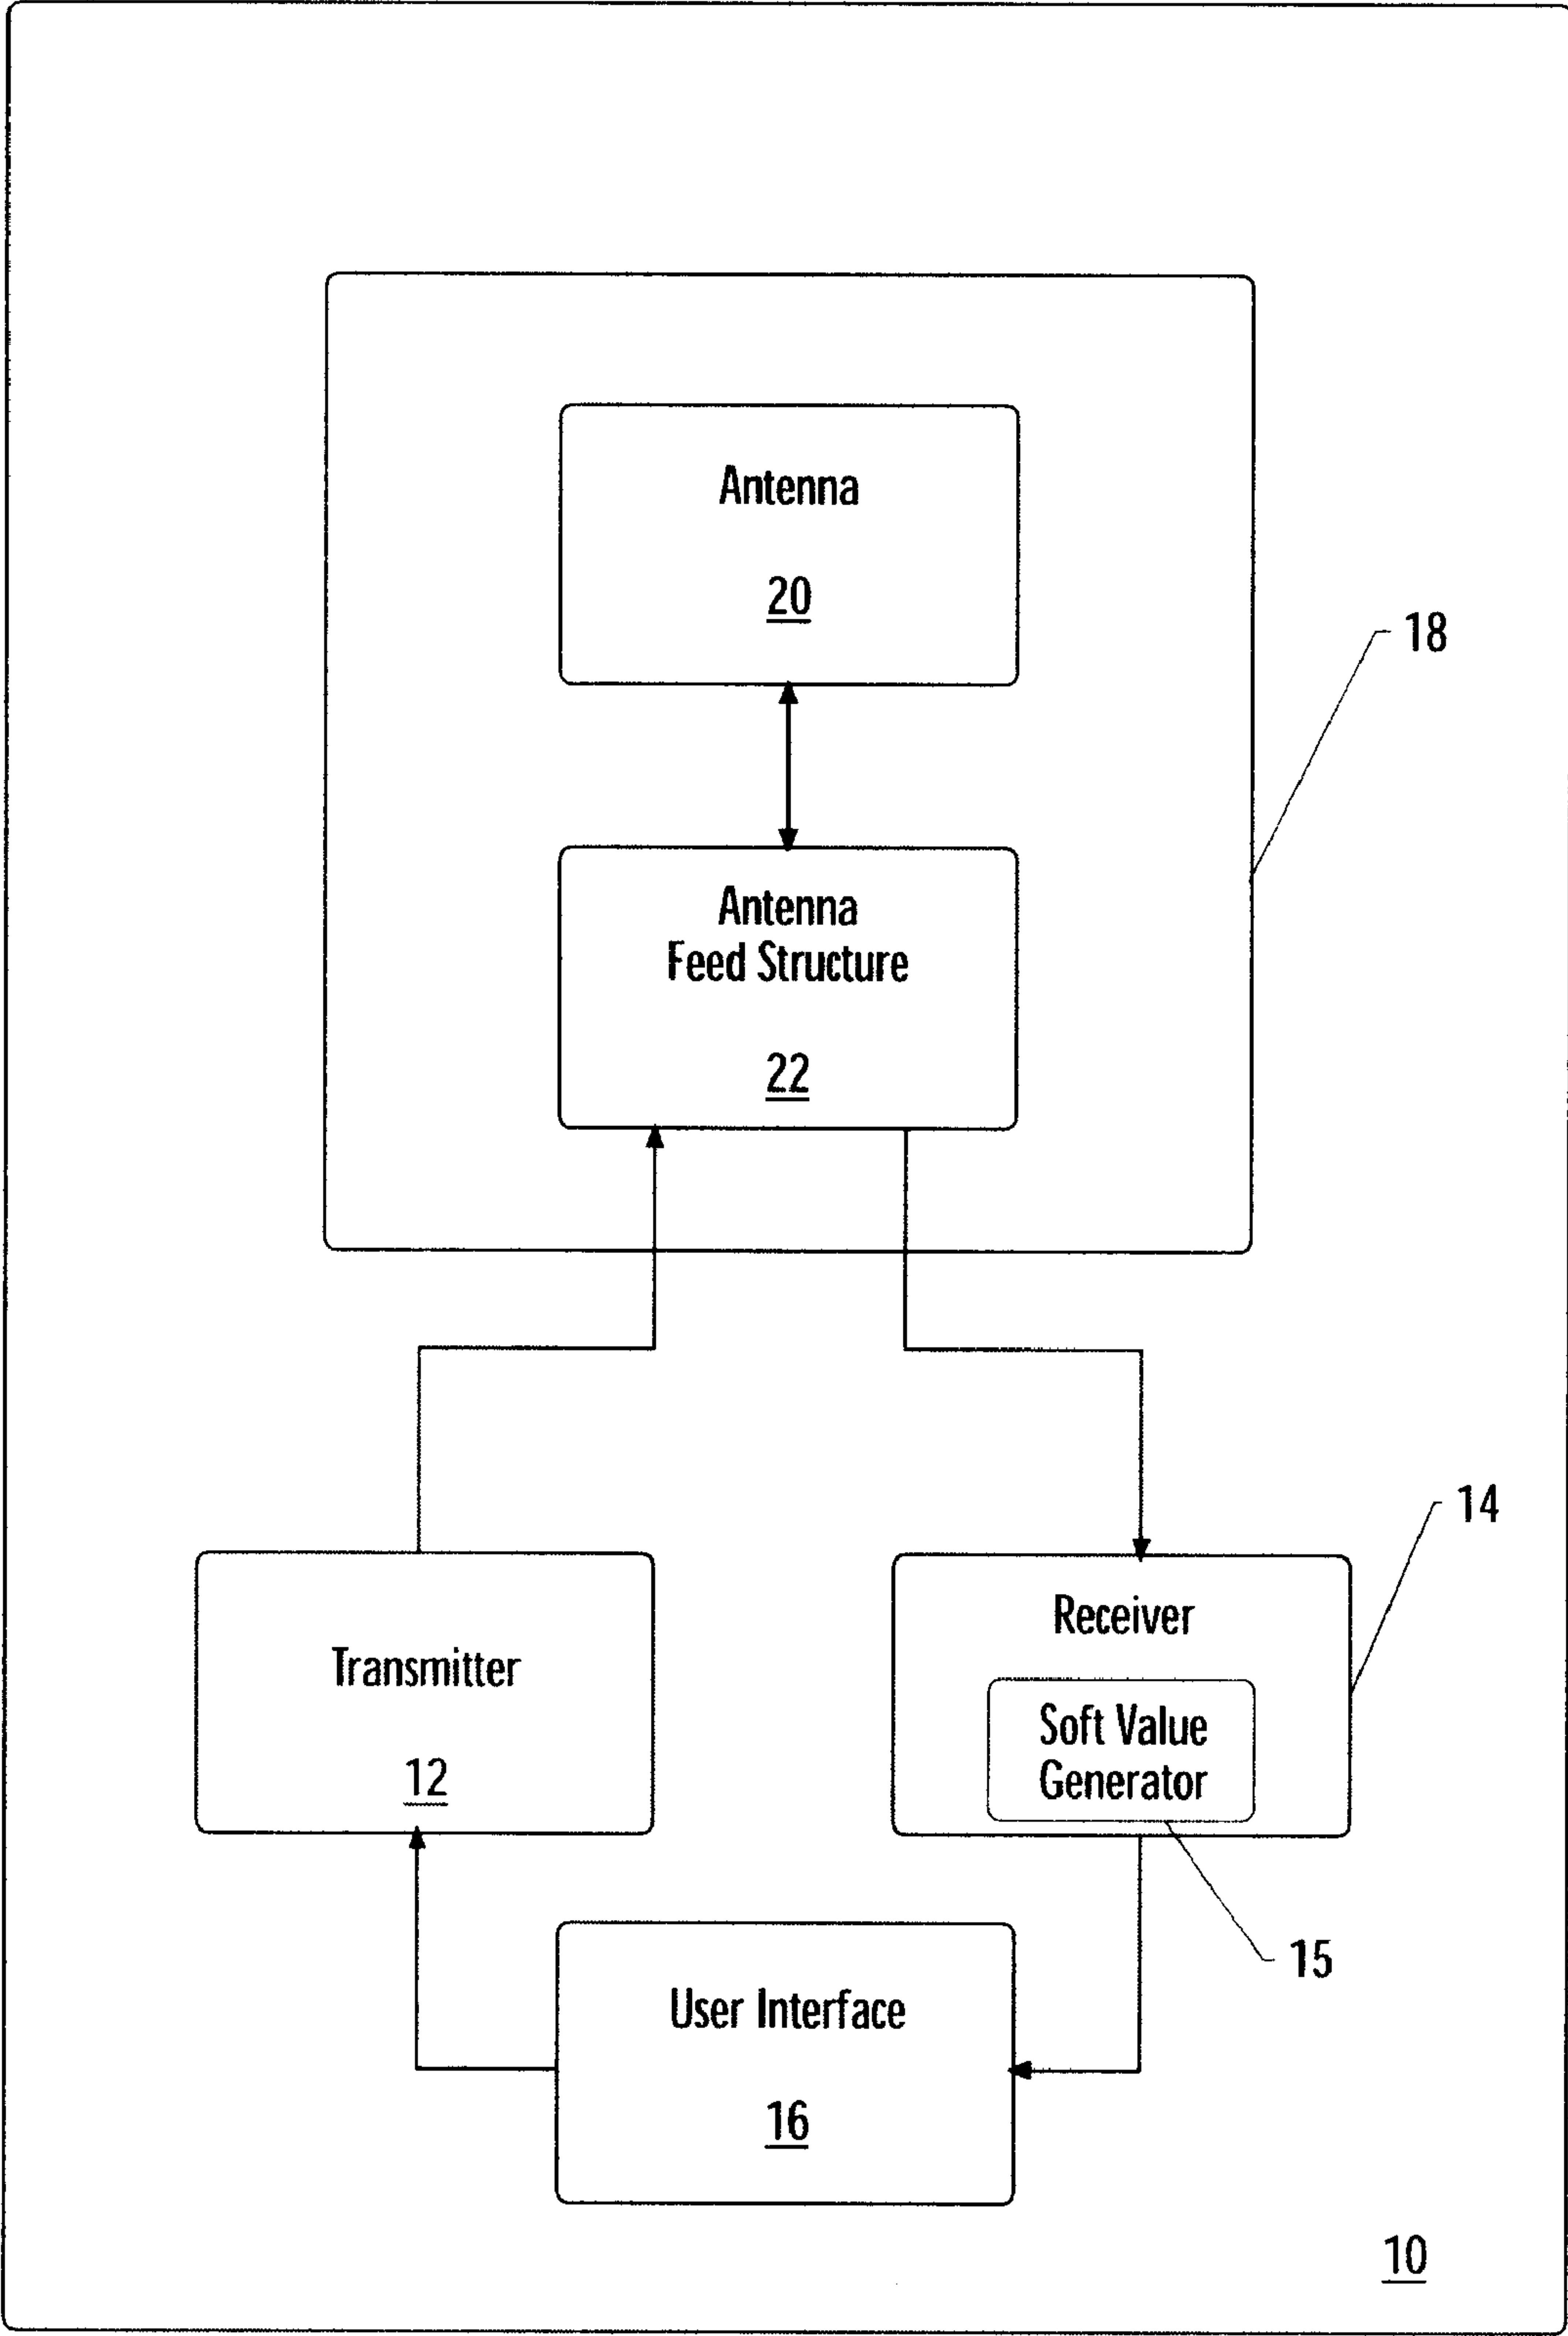 Antenna
20
18
Antenna
Feed Structure
22
14
Receiver
Transmitter
Soft Value
Generator
12
15
User Interface
16
10